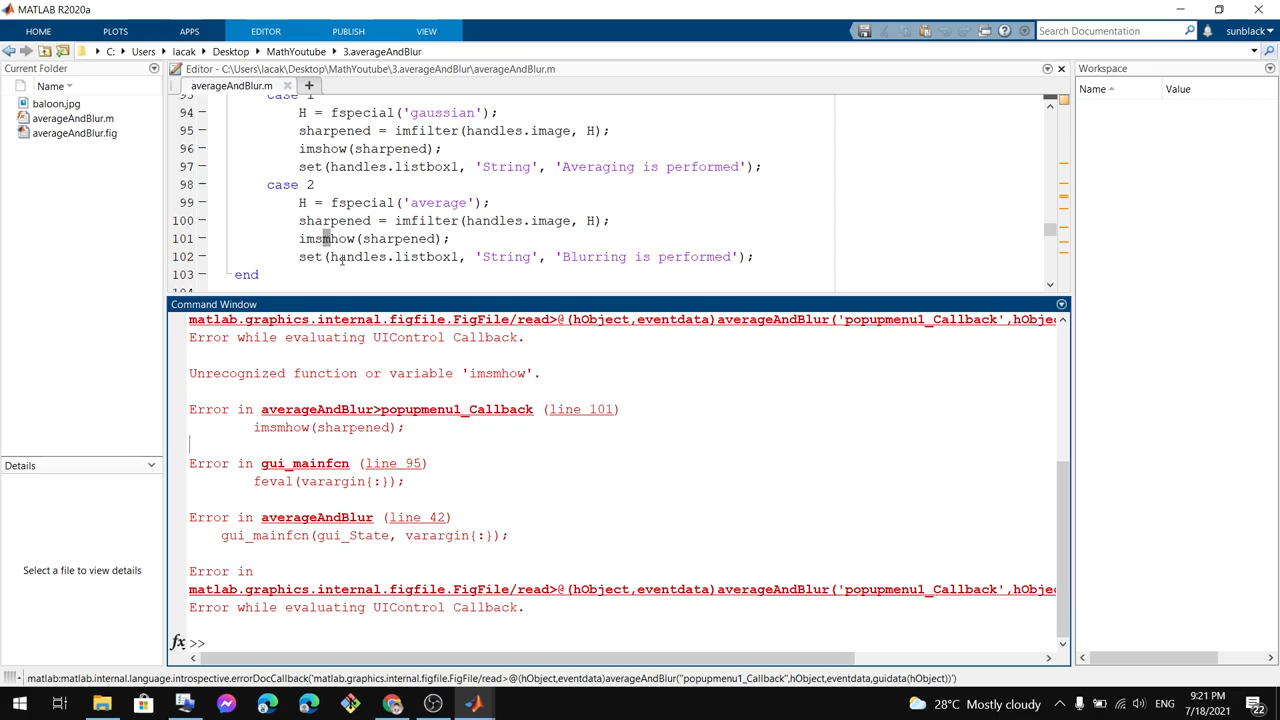 MATLAB R2020a
HOME PLOTS APPS EDITOR PUBLISH VIEW Search Documentation sunblack
C: Users lacak Desktop MathYoutube 3.averageAndBlur
Current Folder
Name
baloon.jpg
averageAndBlur.m
averageAndBlur.fig
Details
Select a file to view details
Editor - C:\Users\lacak\Desktop\MathYoutube\3.averageAndBlur\averageAndBlur.m
averageAndBlur.m
93 case 1
94 H = fspecial('gaussian');
95 sharpened = imfilter(handles.image, H);
96 imshow(sharpened);
97 set(handles.listbox1, 'String', 'Averaging is performed');
98 case 2
99 H = fspecial('average');
100 sharpened = imfilter(handles.image, H);
101 imsmhow(sharpened);
102 set(handles.listbox1, 'String', 'Blurring is performed');
103 end
Command Window
matlab.graphics.internal.figfile.FigFile/read>@(hObject,eventdata)averageAndBlur('popupmenu1_Callback',hObjec
Error while evaluating UIControl Callback.
Unrecognized function or variable 'imsmhow'.
Error in averageAndBlur>popupmenu1_Callback (line 101)
imsmhow(sharpened);
Error in gui_mainfcn (line 95)
feval(varargin{:});
Error in averageAndBlur (line 42)
gui_mainfcn(gui_State, varargin{:});
Error in
matlab.graphics.internal.figfile.FigFile/read>@(hObject,eventdata)averageAndBlur('popupmenu1_Callback',hObjec
Error while evaluating UIControl Callback.
fx >>
Workspace
Name Value
matlab:matlab.internal.language.introspective.errorDocCallback('matlab.graphics.internal.figfile.FigFile/read>@(hObject,eventdata)averageAndBlur("popupmenu1_Callback",hObject,eventdata,guidata(hObject))')
28°C Mostly cloudy ENG 9:21 PM
7/18/2021 22